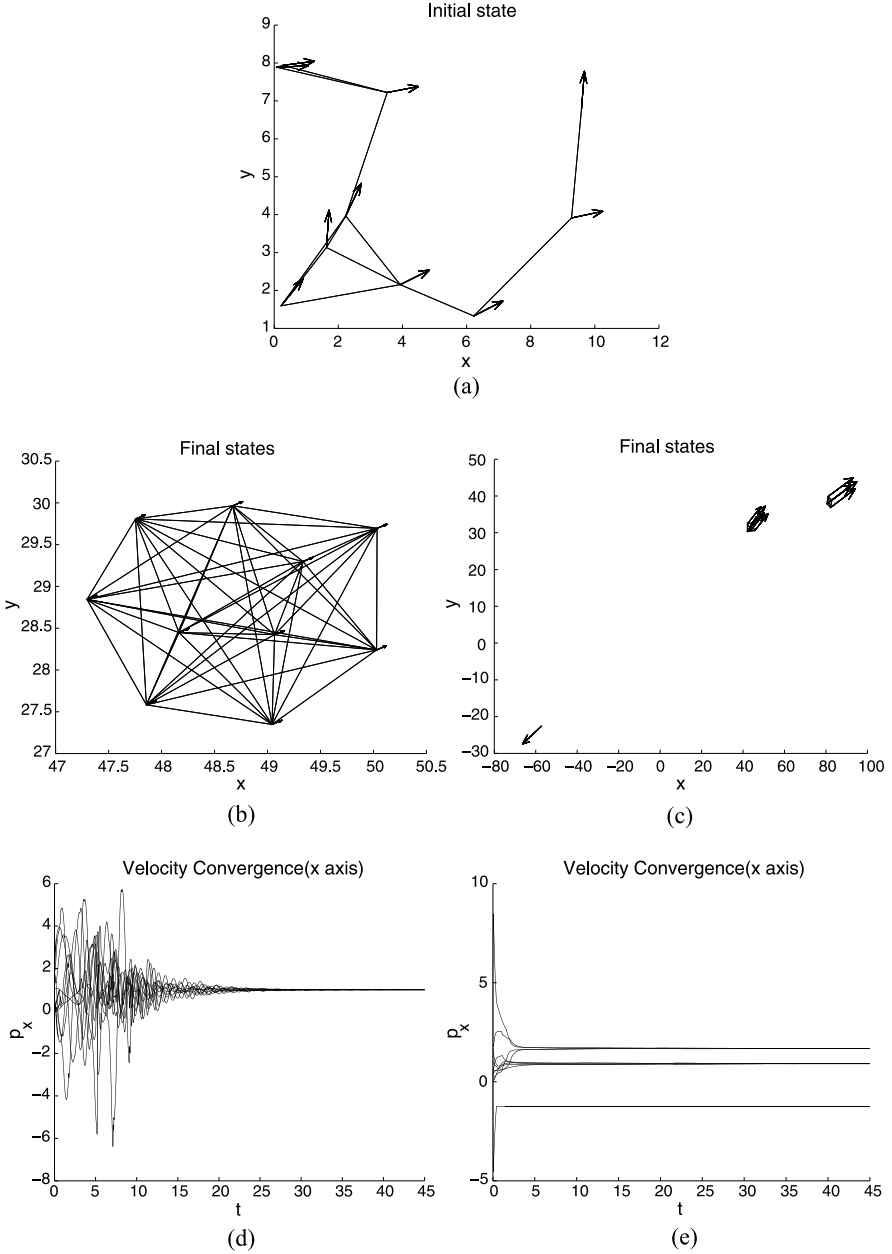 Initial state
9
8
7
6
5
4
3
2
1
y
0 2 4 6 8 10 12
x
(a)
Final states
30.5
30
29.5
29
28.5
28
27.5
27
y
47 47.5 48 48.5 49 49.5 50 50.5
x
(b)
Final states
50
40
30
20
10
0
−10
−20
−30
y
−80 −60 −40 −20 0 20 40 60 80 100
x
(c)
Velocity Convergence(x axis)
6
4
2
0
−2
−4
−6
−8
p_x
0 5 10 15 20 25 30 35 40 45
t
(d)
Velocity Convergence(x axis)
10
5
0
−5
p_x
0 5 10 15 20 25 30 35 40 45
t
(e)